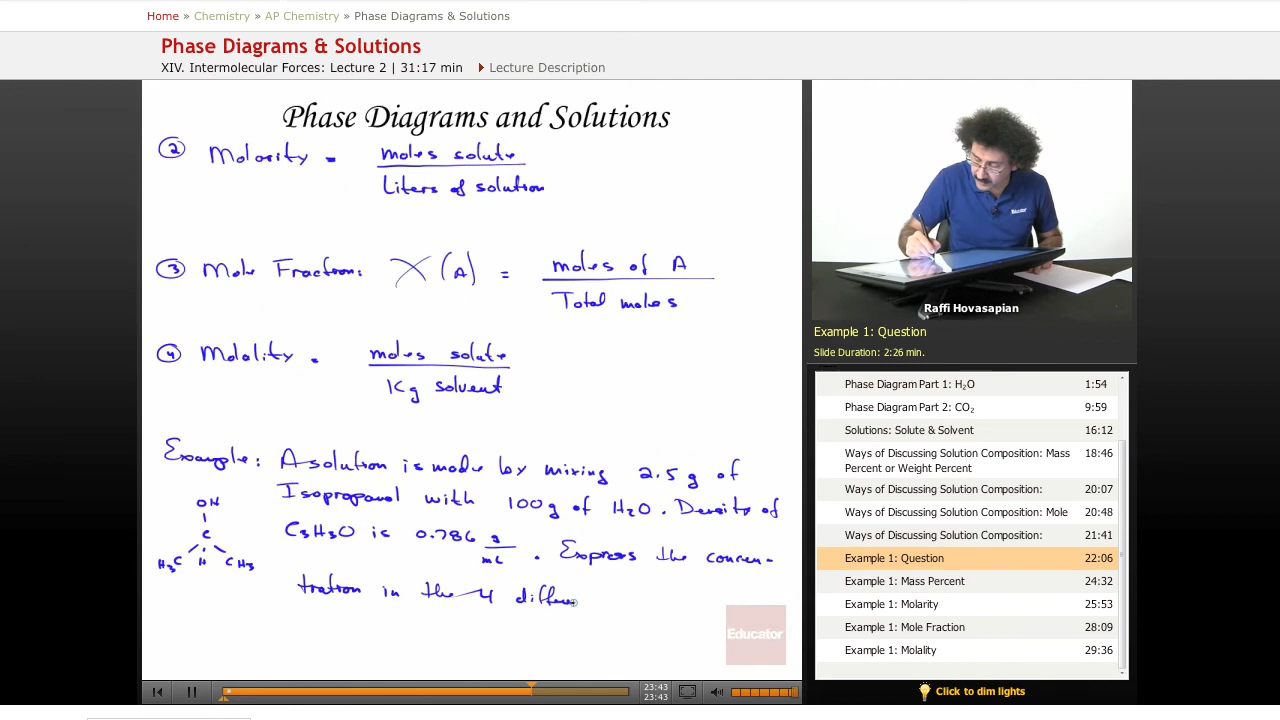 Home » Chemistry » AP Chemistry » Phase Diagrams & Solutions
Phase Diagrams & Solutions
XIV. Intermolecular Forces: Lecture 2 | 31:17 min Lecture Description
Phase Diagrams and Solutions
② Molarity = moles solute
Liters of solution
③ Mole Fraction: X (A) = moles of A
Total moles
④ Molality = moles solute
Kg solvent
Example: A solution is made by mixing 2.5 g of
Isopropanol with 100g of H₂O. Density of
C₃H₈O is 0.786 g
mL . Express the concen-
tration in the 4 differe
OH
C
H₃C H CH₃
Educator
23:43
23:43
Educator
Raffi Hovasapian
Example 1: Question
Slide Duration: 2:26 min.
Phase Diagram Part 1: H₂O 1:54
Phase Diagram Part 2: CO₂ 9:59
Solutions: Solute & Solvent 16:12
Ways of Discussing Solution Composition: Mass 18:46
Percent or Weight Percent
Ways of Discussing Solution Composition: 20:07
Ways of Discussing Solution Composition: Mole 20:48
Ways of Discussing Solution Composition: 21:41
Example 1: Question 22:06
Example 1: Mass Percent 24:32
Example 1: Molarity 25:53
Example 1: Mole Fraction 28:09
Example 1: Molality 29:36
Click to dim lights